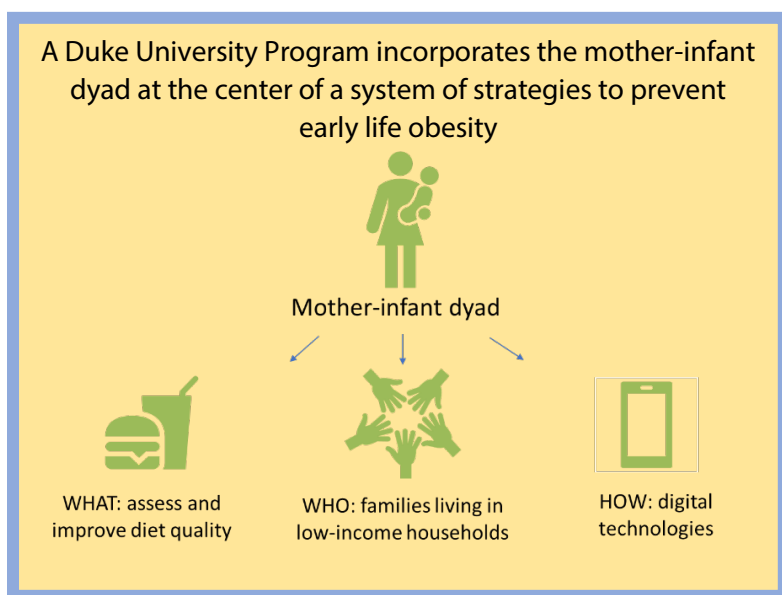 A Duke University Program incorporates the mother-infant
dyad at the center of a system of strategies to prevent
early life obesity
Mother-infant dyad
WHAT: assess and
improve diet quality
WHO: families living in
low-income households
HOW: digital
technologies